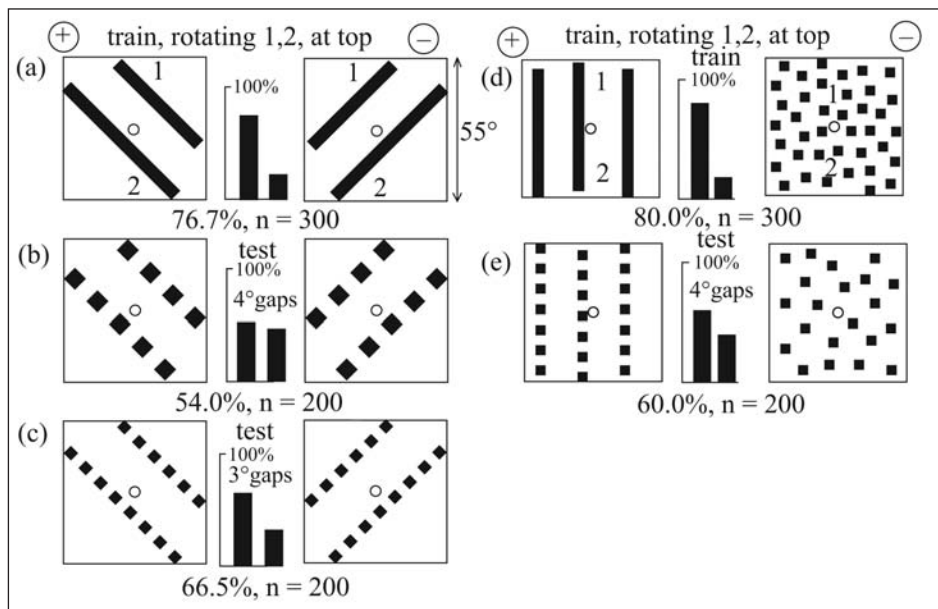 + train, rotating 1,2, at top −
(a)
1
2
100%
1
2
55°
76.7%, n = 300
(b)
test
100%
4°gaps
54.0%, n = 200
(c)
test
100%
3°gaps
66.5%, n = 200
+ train, rotating 1,2, at top −
(d)
1
2
train
100%
1
2
80.0%, n = 300
(e)
test
100%
4°gaps
60.0%, n = 200